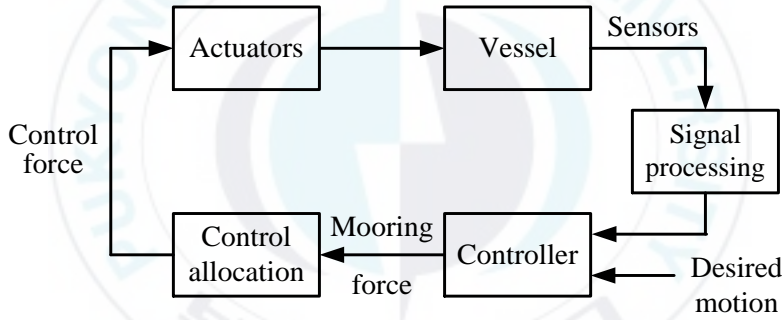 Actuators
Vessel
Sensors
Control
force
Signal
processing
Control
allocation
Mooring
force
Controller
Desired
motion